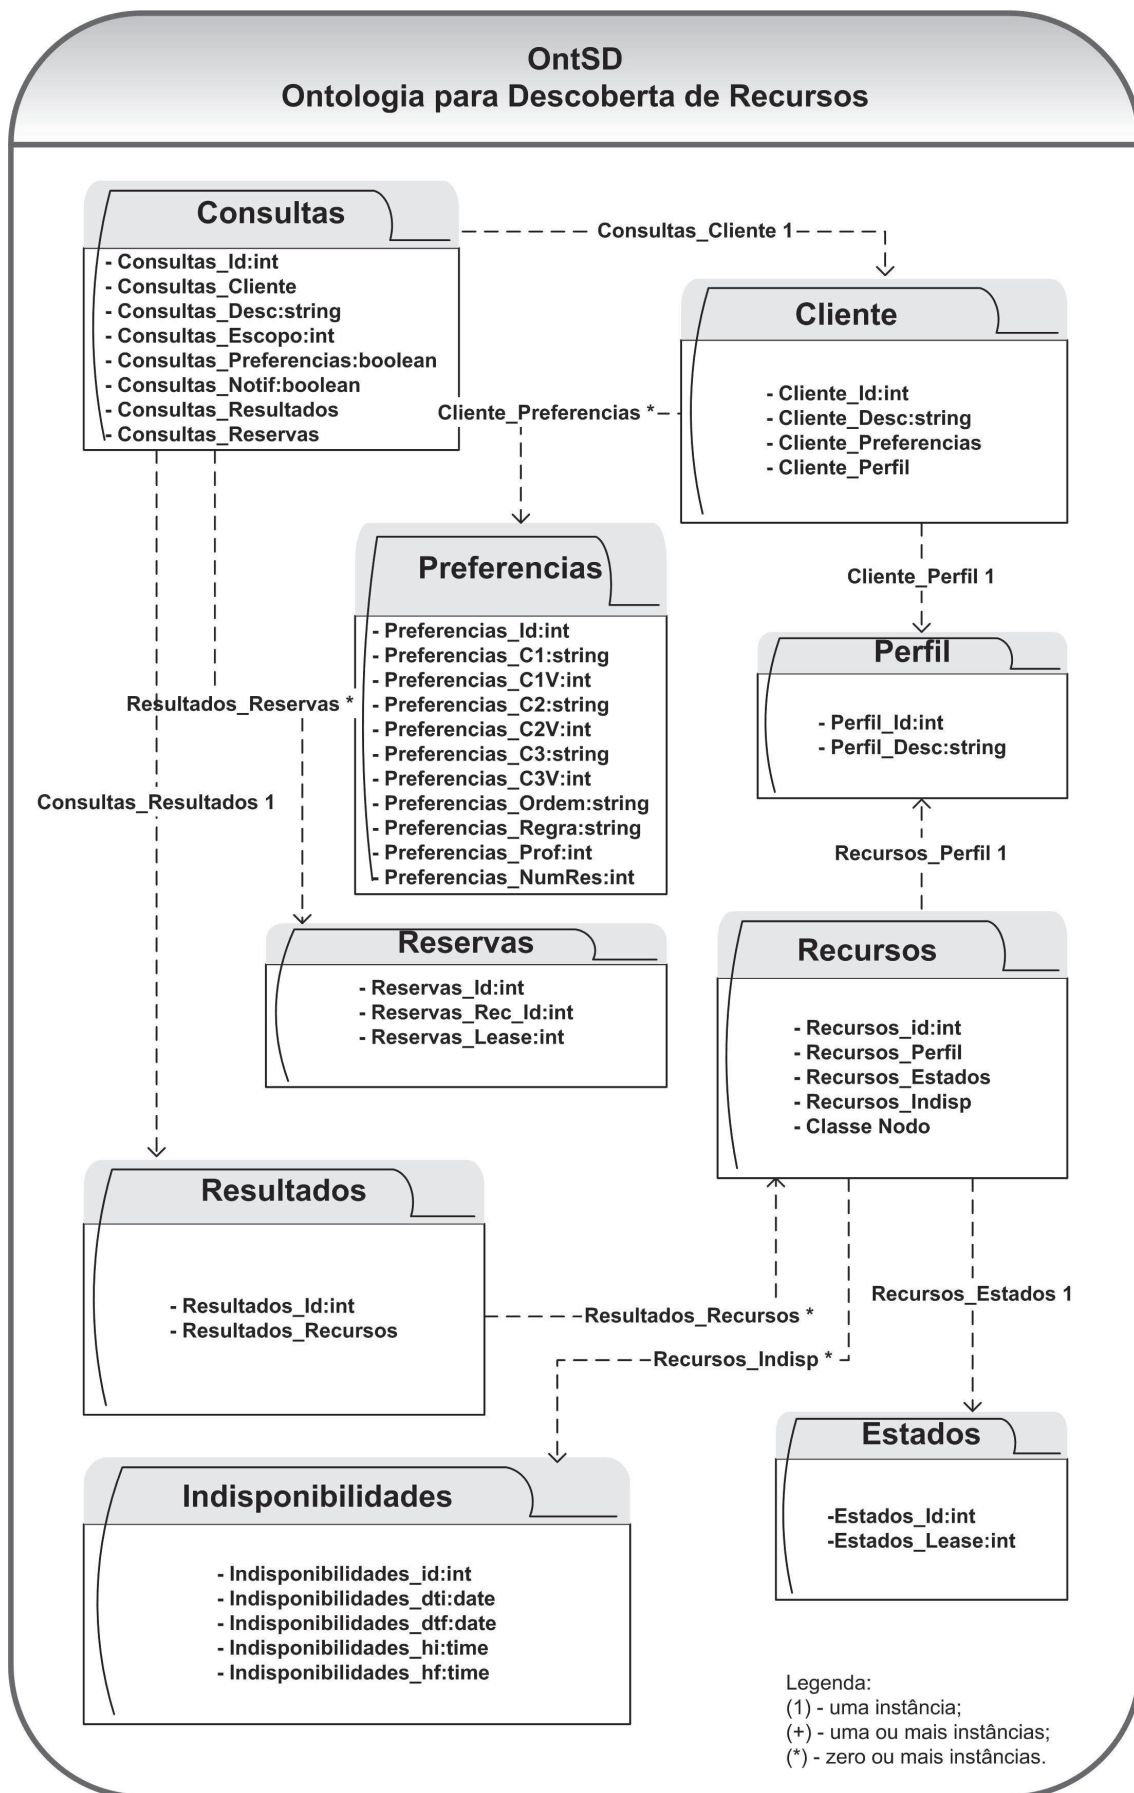 OntSD
Ontologia para Descoberta de Recursos
Consultas
- Consultas_Id:int
- Consultas_Cliente
- Consultas_Desc:string
- Consultas_Escopo:int
- Consultas_Preferencias:boolean
- Consultas_Notif:boolean
- Consultas_Resultados
- Consultas_Reservas
Consultas_Cliente 1
Cliente
- Cliente_Id:int
- Cliente_Desc:string
- Cliente_Preferencias
- Cliente_Perfil
Cliente_Preferencias *
Cliente_Perfil 1
Preferencias
- Preferencias_Id:int
- Preferencias_C1:string
- Preferencias_C1V:int
- Preferencias_C2:string
- Preferencias_C2V:int
- Preferencias_C3:string
- Preferencias_C3V:int
- Preferencias_Ordem:string
- Preferencias_Regra:string
- Preferencias_Prof:int
- Preferencias_NumRes:int
Perfil
- Perfil_Id:int
- Perfil_Desc:string
Resultados_Reservas *
Consultas_Resultados 1
Recursos_Perfil 1
Reservas
- Reservas_Id:int
- Reservas_Rec_Id:int
- Reservas_Lease:int
Recursos
- Recursos_id:int
- Recursos_Perfil
- Recursos_Estados
- Recursos_Indisp
- Classe Nodo
Resultados
- Resultados_Id:int
- Resultados_Recursos
Resultados_Recursos *
Recursos_Estados 1
Recursos_Indisp *
Estados
-Estados_Id:int
-Estados_Lease:int
Indisponibilidades
- Indisponibilidades_id:int
- Indisponibilidades_dti:date
- Indisponibilidades_dtf:date
- Indisponibilidades_hi:time
- Indisponibilidades_hf:time
Legenda:
(1) - uma instância;
(+) - uma ou mais instâncias;
(*) - zero ou mais instâncias.